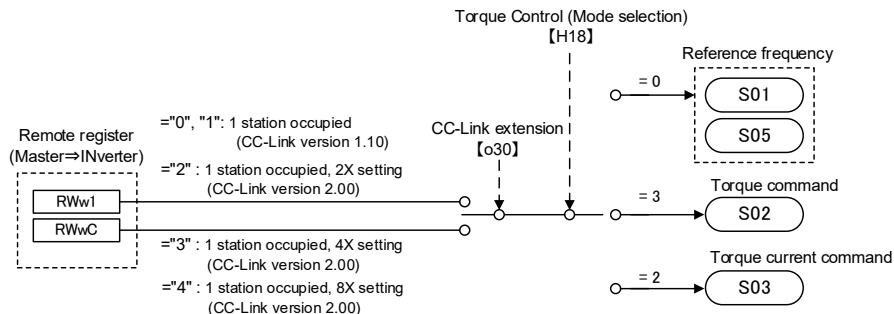 Torque Control (Mode selection)
【H18】
Reference frequency
= 0
S01
S05
="0", "1": 1 station occupied
(CC-Link version 1.10)
CC-Link extension
【o30】
Remote register
(Master⇒INverter)
="2" : 1 station occupied, 2X setting
(CC-Link version 2.00)
RWw1
RWwC
Torque command
= 3
S02
="3" : 1 station occupied, 4X setting
(CC-Link version 2.00)
="4" : 1 station occupied, 8X setting
(CC-Link version 2.00)
Torque current command
= 2
S03